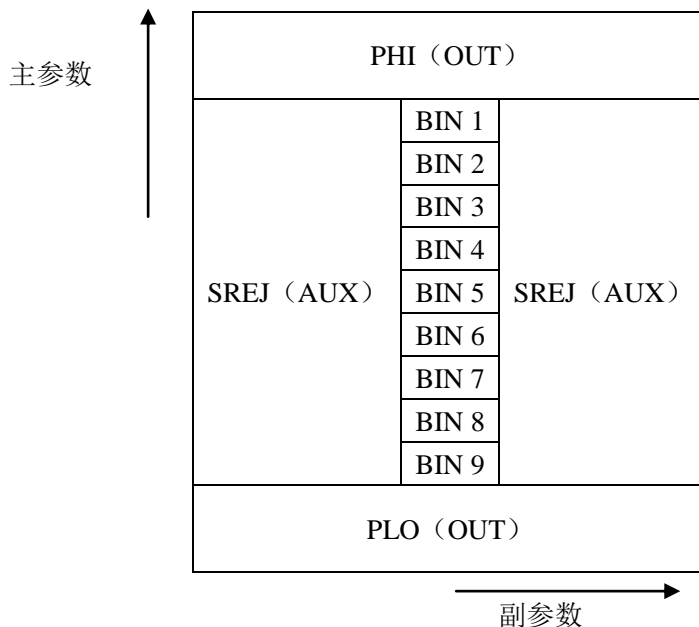 主参数
PHI（OUT）
BIN 1
BIN 2
BIN 3
BIN 4
SREJ（AUX） BIN 5 SREJ（AUX）
BIN 6
BIN 7
BIN 8
BIN 9
PLO（OUT）
副参数